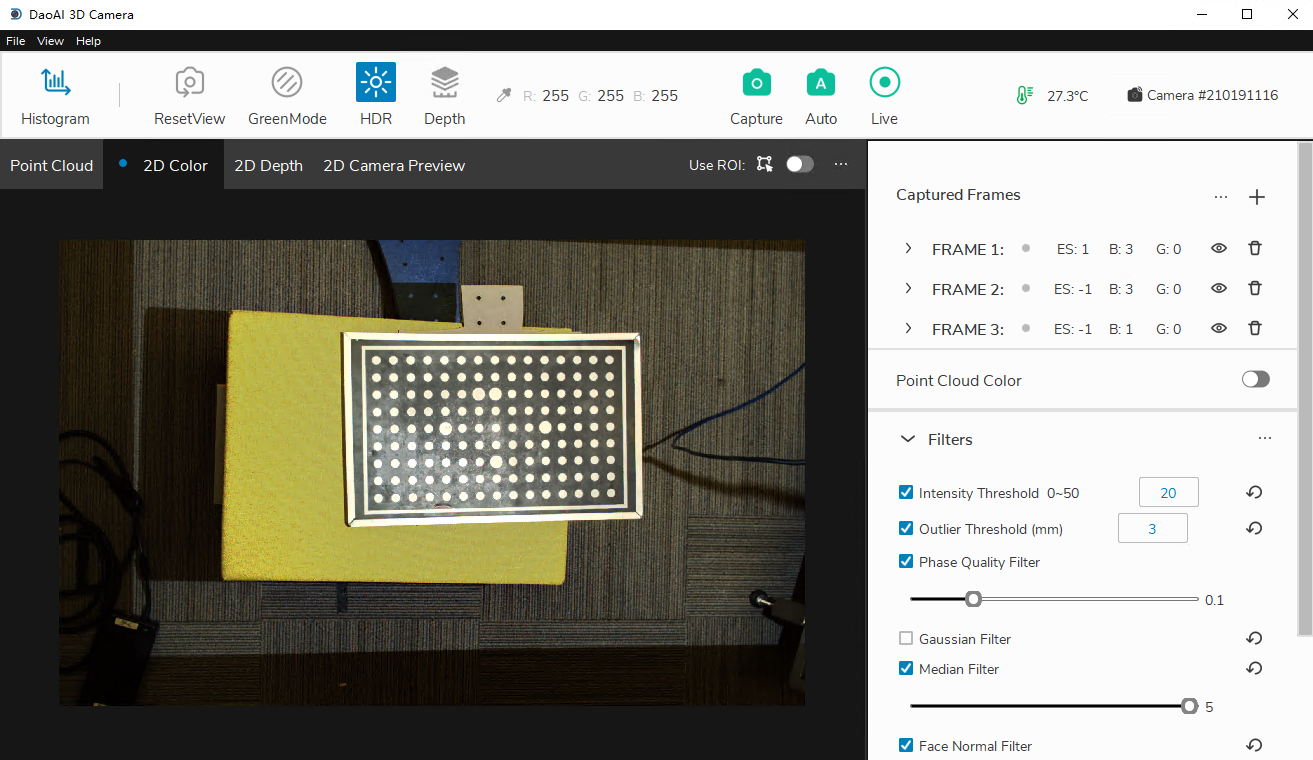 DaoAI 3D Camera
File View Help
Histogram ResetView GreenMode HDR Depth R: 255 G: 255 B: 255 Capture Auto Live 27.3°C Camera #210191116
Point Cloud 2D Color 2D Depth 2D Camera Preview Use ROI: ...
Captured Frames ...
FRAME 1: ES: 1 B: 3 G: 0
FRAME 2: ES: -1 B: 3 G: 0
FRAME 3: ES: -1 B: 1 G: 0
Point Cloud Color
Filters ...
Intensity Threshold 0~50 20
Outlier Threshold (mm) 3
Phase Quality Filter
0.1
Gaussian Filter
Median Filter
5
Face Normal Filter